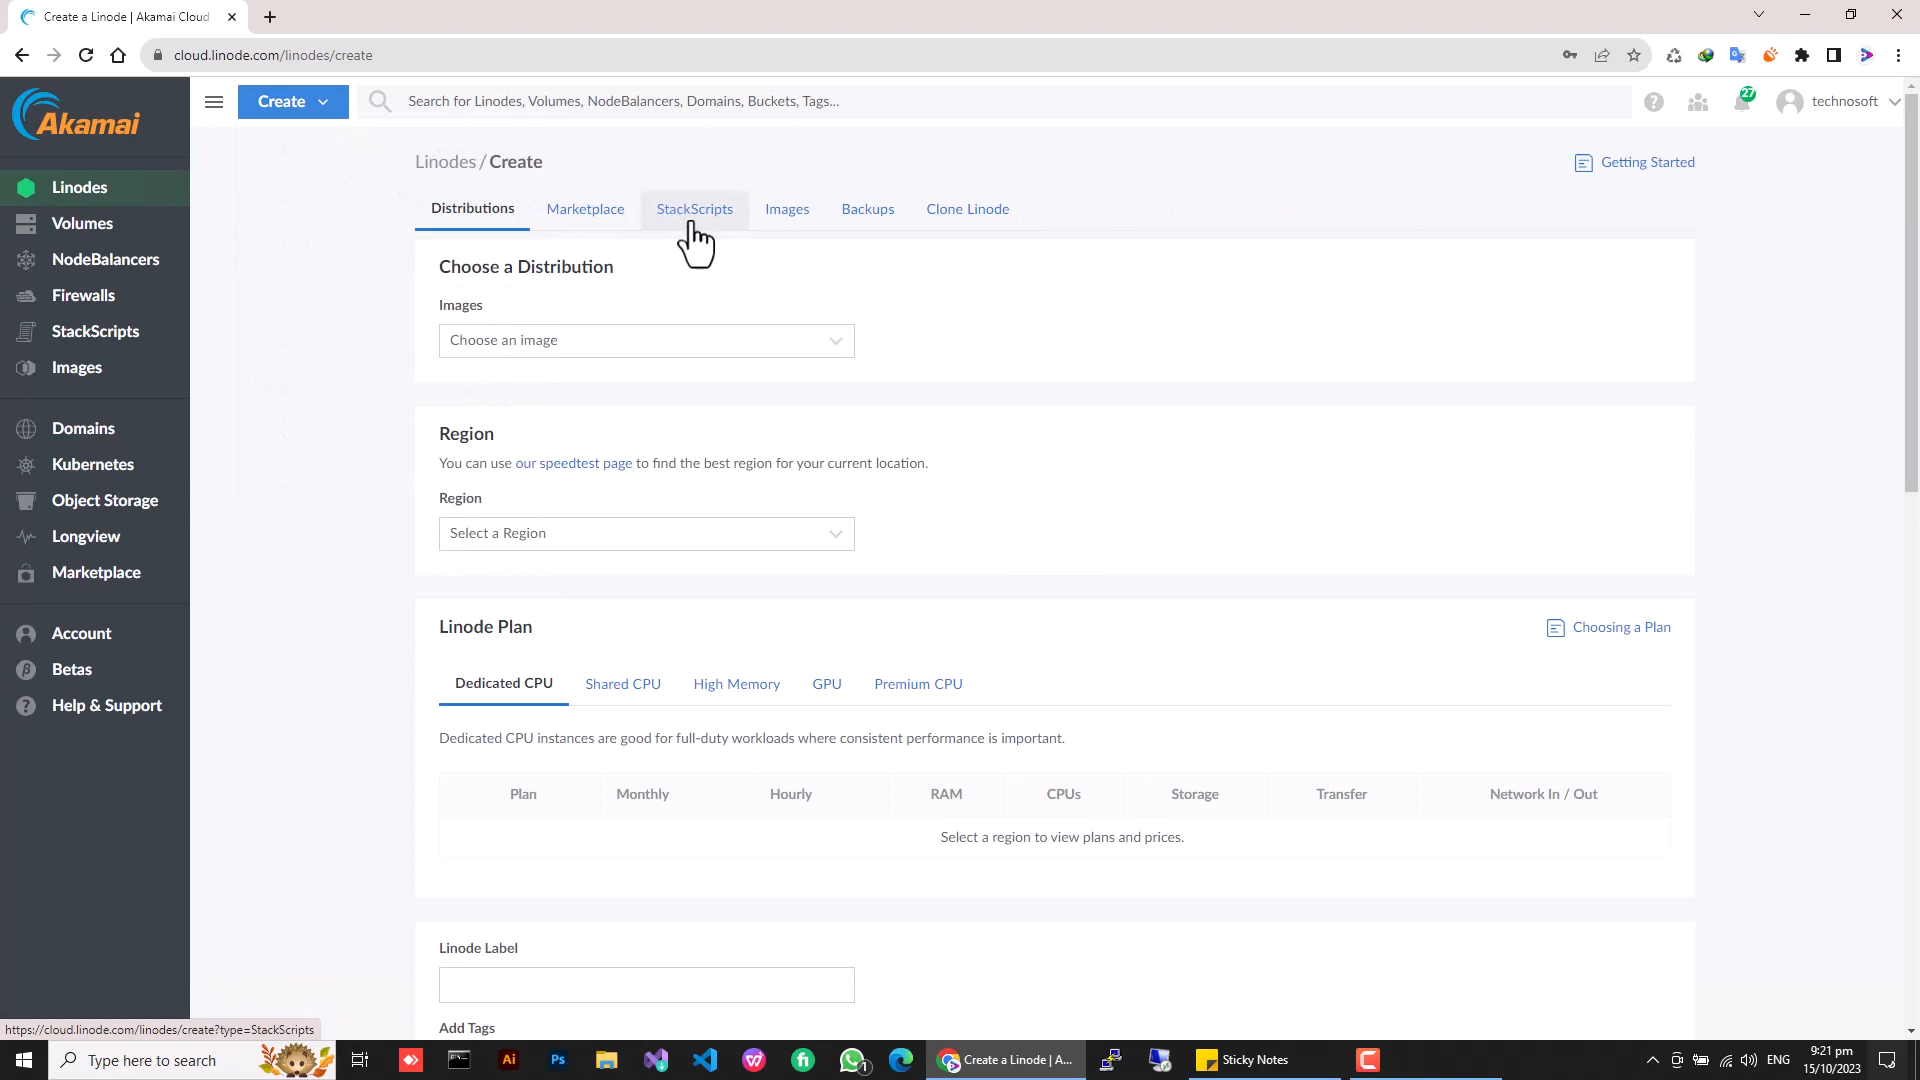 Create a Linode | Akamai Cloud
cloud.linode.com/linodes/create
Akamai
Create
Search for Linodes, Volumes, NodeBalancers, Domains, Buckets, Tags...
27
technosoft
Linodes
Volumes
NodeBalancers
Firewalls
StackScripts
Images
Domains
Kubernetes
Object Storage
Longview
Marketplace
Account
Betas
Help & Support
Linodes / Create
Getting Started
Distributions
Marketplace
StackScripts
Images
Backups
Clone Linode
Choose a Distribution
Images
Choose an image
Region
You can use our speedtest page to find the best region for your current location.
Region
Select a Region
Linode Plan
Choosing a Plan
Dedicated CPU
Shared CPU
High Memory
GPU
Premium CPU
Dedicated CPU instances are good for full-duty workloads where consistent performance is important.
Plan
Monthly
Hourly
RAM
CPUs
Storage
Transfer
Network In / Out
Select a region to view plans and prices.
Linode Label
Add Tags
https://cloud.linode.com/linodes/create?type=StackScripts
Type here to search
Ai
Ps
fi
1
Create a Linode | A...
Sticky Notes
ENG
9:21 pm
15/10/2023